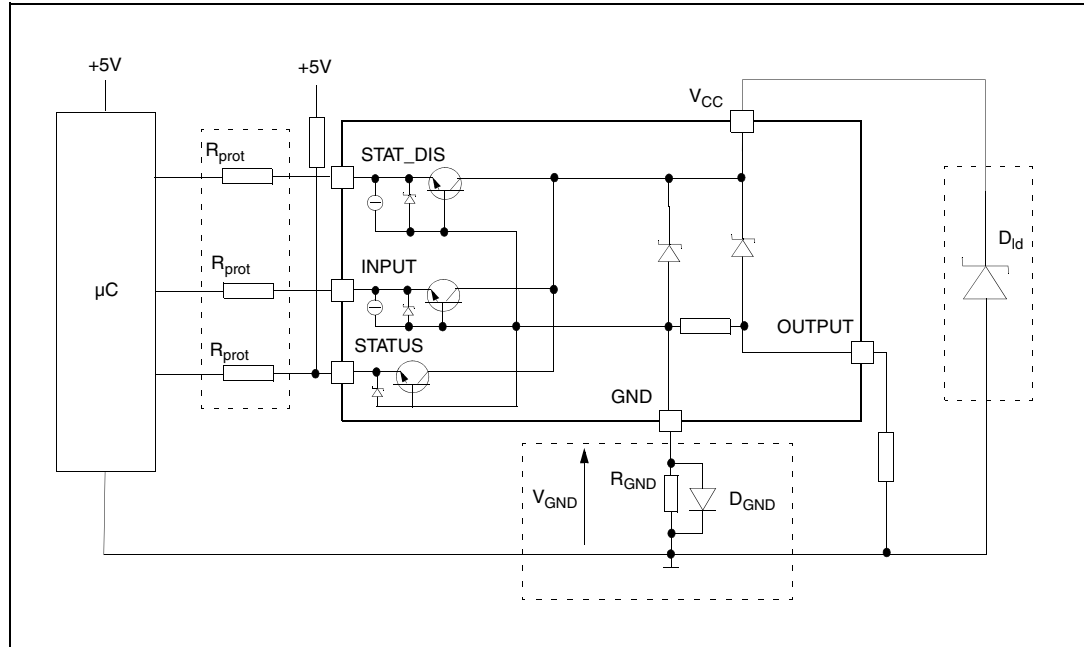 +5V
+5V
V_CC
R_prot
STAT_DIS
D_ld
R_prot
INPUT
µC
OUTPUT
R_prot
STATUS
GND
R_GND
V_GND
D_GND